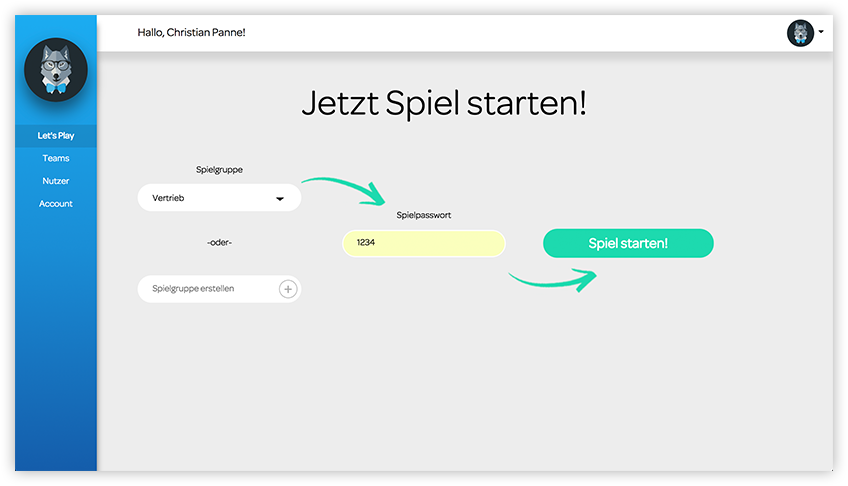 Hallo, Christian Panne!
Let's Play
Teams
Nutzer
Account
Jetzt Spiel starten!
Spielgruppe
Vertrieb
-oder-
Spielgruppe erstellen
Spielpasswort
1234
Spiel starten!